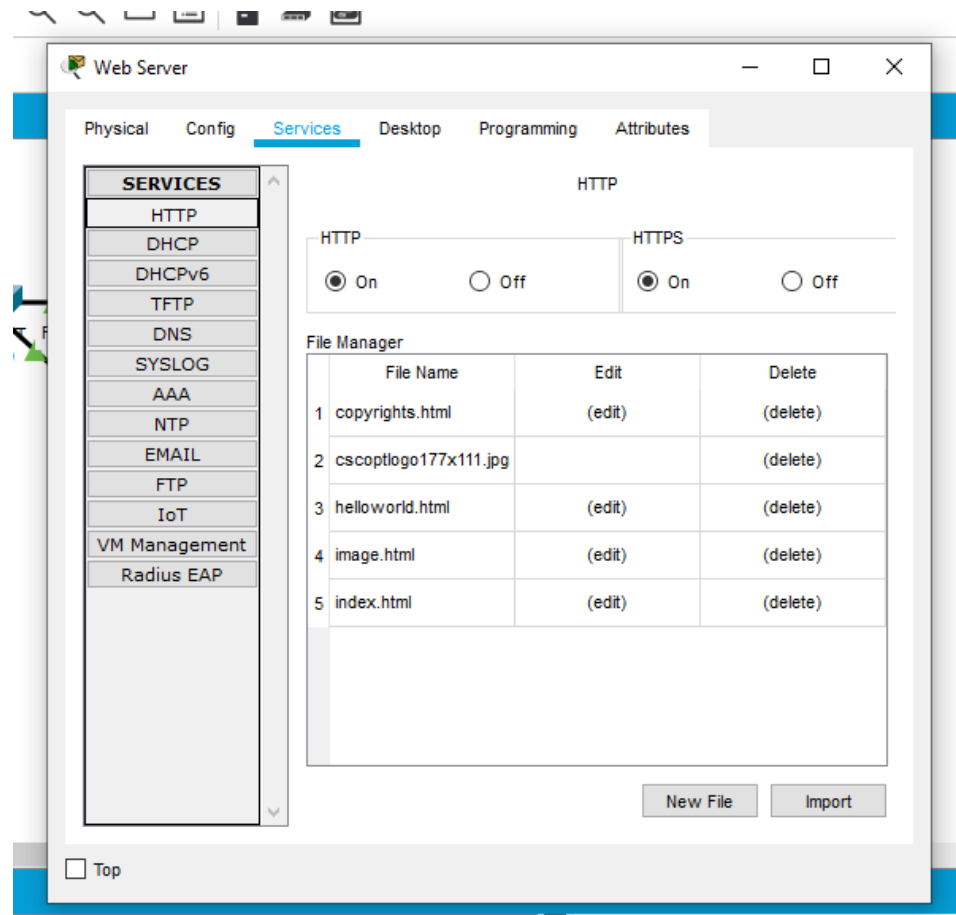 Web Server
Physical Config Services Desktop Programming Attributes
SERVICES
HTTP
DHCP
DHCPv6
TFTP
DNS
SYSLOG
AAA
NTP
EMAIL
FTP
IoT
VM Management
Radius EAP
HTTP
HTTP
On Off
HTTPS
On Off
File Manager
File Name Edit Delete
1 copyrights.html (edit) (delete)
2 cscoptlogo177x111.jpg (delete)
3 helloworld.html (edit) (delete)
4 image.html (edit) (delete)
5 index.html (edit) (delete)
New File Import
Top